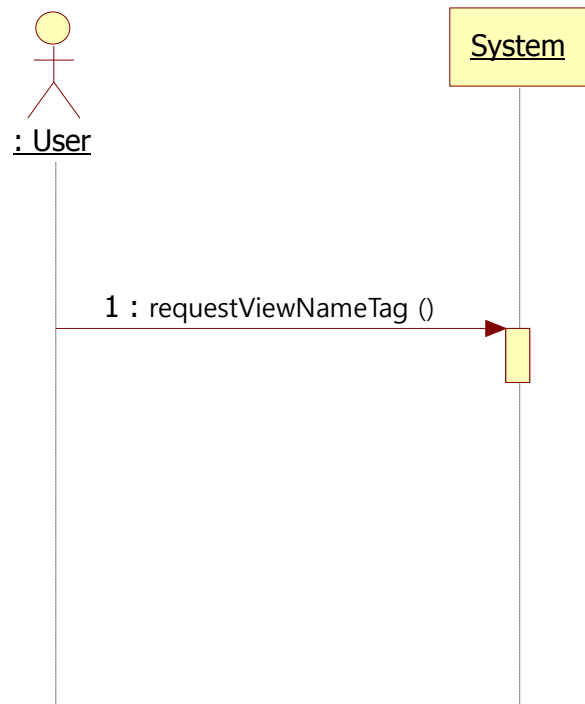 System
: User
1 : requestViewNameTag ()